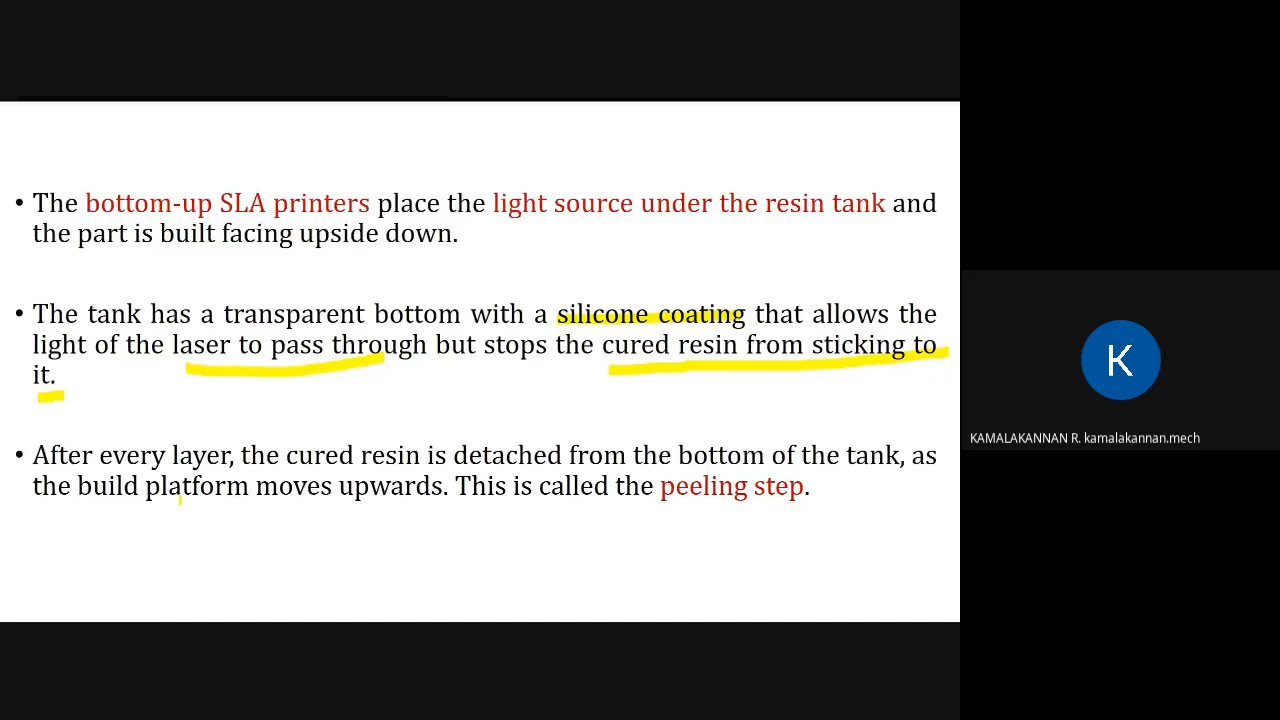 • The bottom-up SLA printers place the light source under the resin tank and
the part is built facing upside down.
• The tank has a transparent bottom with a silicone coating that allows the
light of the laser to pass through but stops the cured resin from sticking to
it.
• After every layer, the cured resin is detached from the bottom of the tank, as
the build platform moves upwards. This is called the peeling step.
K
KAMALAKANNAN R. kamalakannan.mech